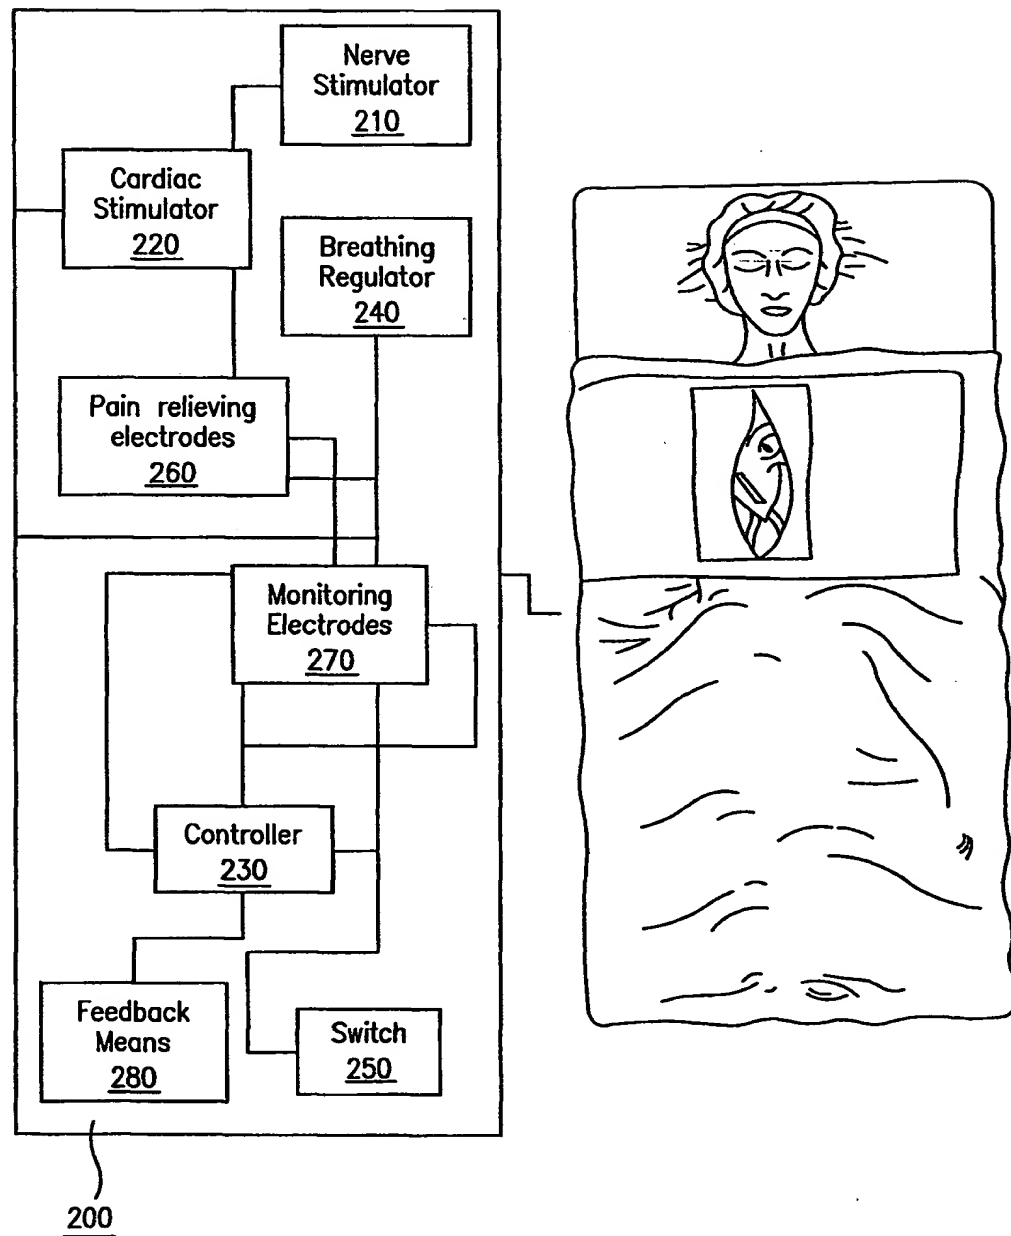 Nerve
Stimulator
210
Cardiac
Stimulator
220
Breathing
Regulator
240
Pain relieving
electrodes
260
Monitoring
Electrodes
270
Controller
230
Feedback
Means
280
Switch
250
200